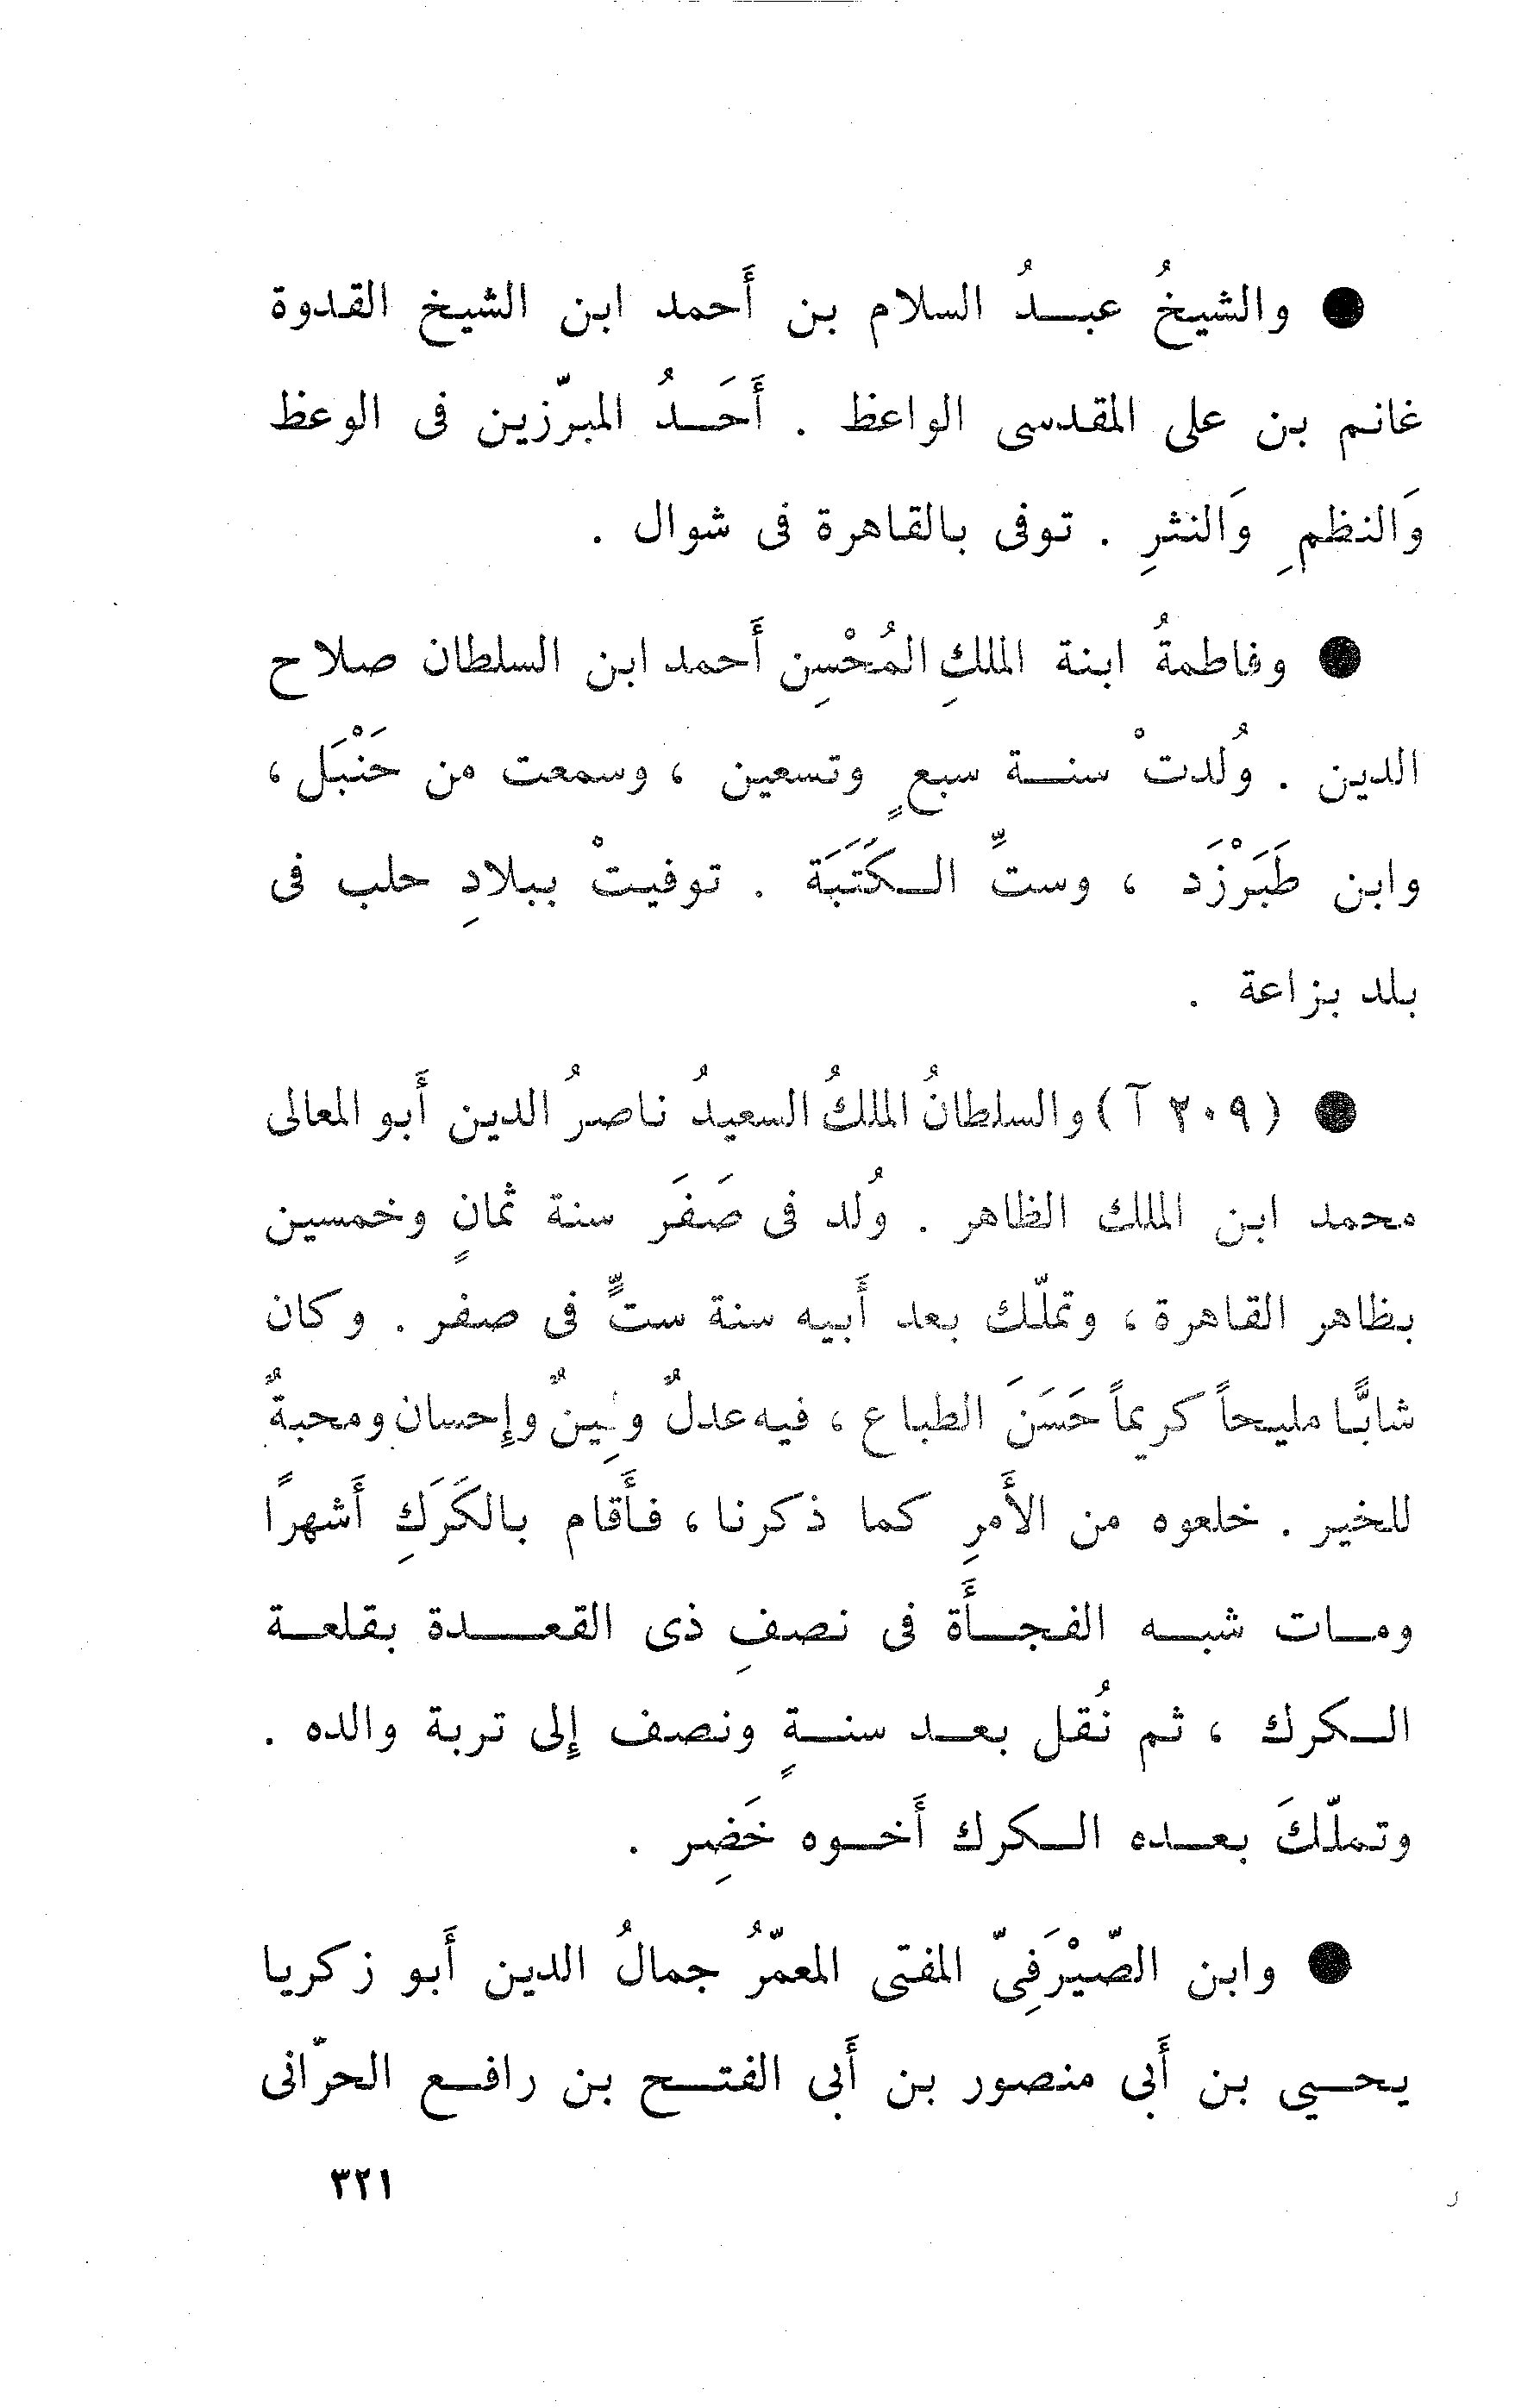 ● والشيخُ عبدُ السلام بن أَحمد ابن الشيخ القدوة
غانم بن على المقدسى الواعظ . أَحَدُ المبرّزين فى الوعظ
وَالنظمِ وَالنثرِ . توفى بالقاهرة فى شوال .
● وفاطمةُ ابنة الملكِ المُحْسِن أَحمد ابن السلطان صلاح
الدين . وُلدتْ سنة سبعٍ وتسعين ، وسمعت من حَنْبَل ،
وابن طَبَرْزَد ، وستِّ الكَتَبَة . توفيتْ ببلادِ حلب فى
بلد بزاعة .
● (٢٠٩ آ) والسلطانُ الملكُ السعيدُ ناصرُ الدين أَبو المعالى
محمد ابن الملك الظاهر . وُلد فى صَفَر سنة ثمانٍ وخمسين
بظاهر القاهرة ، وتملّك بعد أَبيه سنة ستٍّ فى صفر . وكان
شابًّا مليحاً كريماً حَسَنَ الطباع ، فيه عدلٌ ولِينٌ وإِحسان ومحبةٌ
للخير . خلعوه من الأَمرِ كما ذكرنا ، فأَقام بالكَرَكِ أَشهرًا
ومات شبه الفجأَة فى نصفِ ذى القعدة بقلعة
الكرك ، ثم نُقل بعد سنةٍ ونصف إِلى تربة والده .
وتملّكَ بعده الكرك أَخوه خَضِر .
● وابن الصَّيْرَفِىّ المفتى المعمّرُ جمالُ الدين أَبو زكريا
يحيي بن أَبى منصور بن أَبى الفتح بن رافع الحرّانى
٣٢١